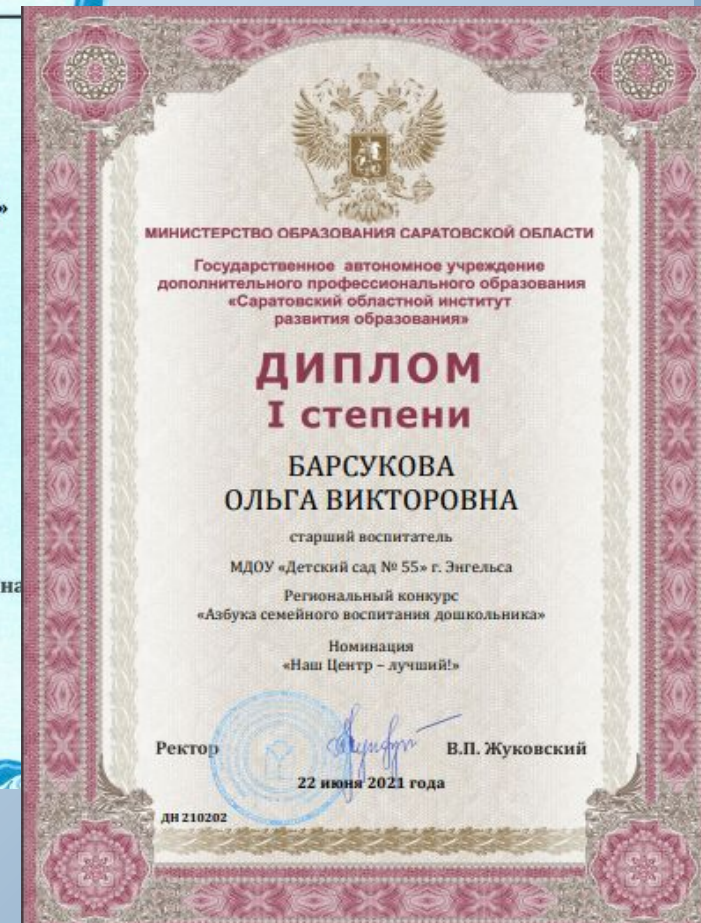 »
на
МИНИСТЕРСТВО ОБРАЗОВАНИЯ САРАТОВСКОЙ ОБЛАСТИ
Государственное автономное учреждение
дополнительного профессионального образования
«Саратовский областной институт
развития образования»
ДИПЛОМ
I степени
БАРСУКОВА
ОЛЬГА ВИКТОРОВНА
старший воспитатель
МДОУ «Детский сад № 55» г. Энгельса
Региональный конкурс
«Азбука семейного воспитания дошкольника»
Номинация
«Наш Центр – лучший!»
Ректор В.П. Жуковский
22 июня 2021 года
ДН 210202